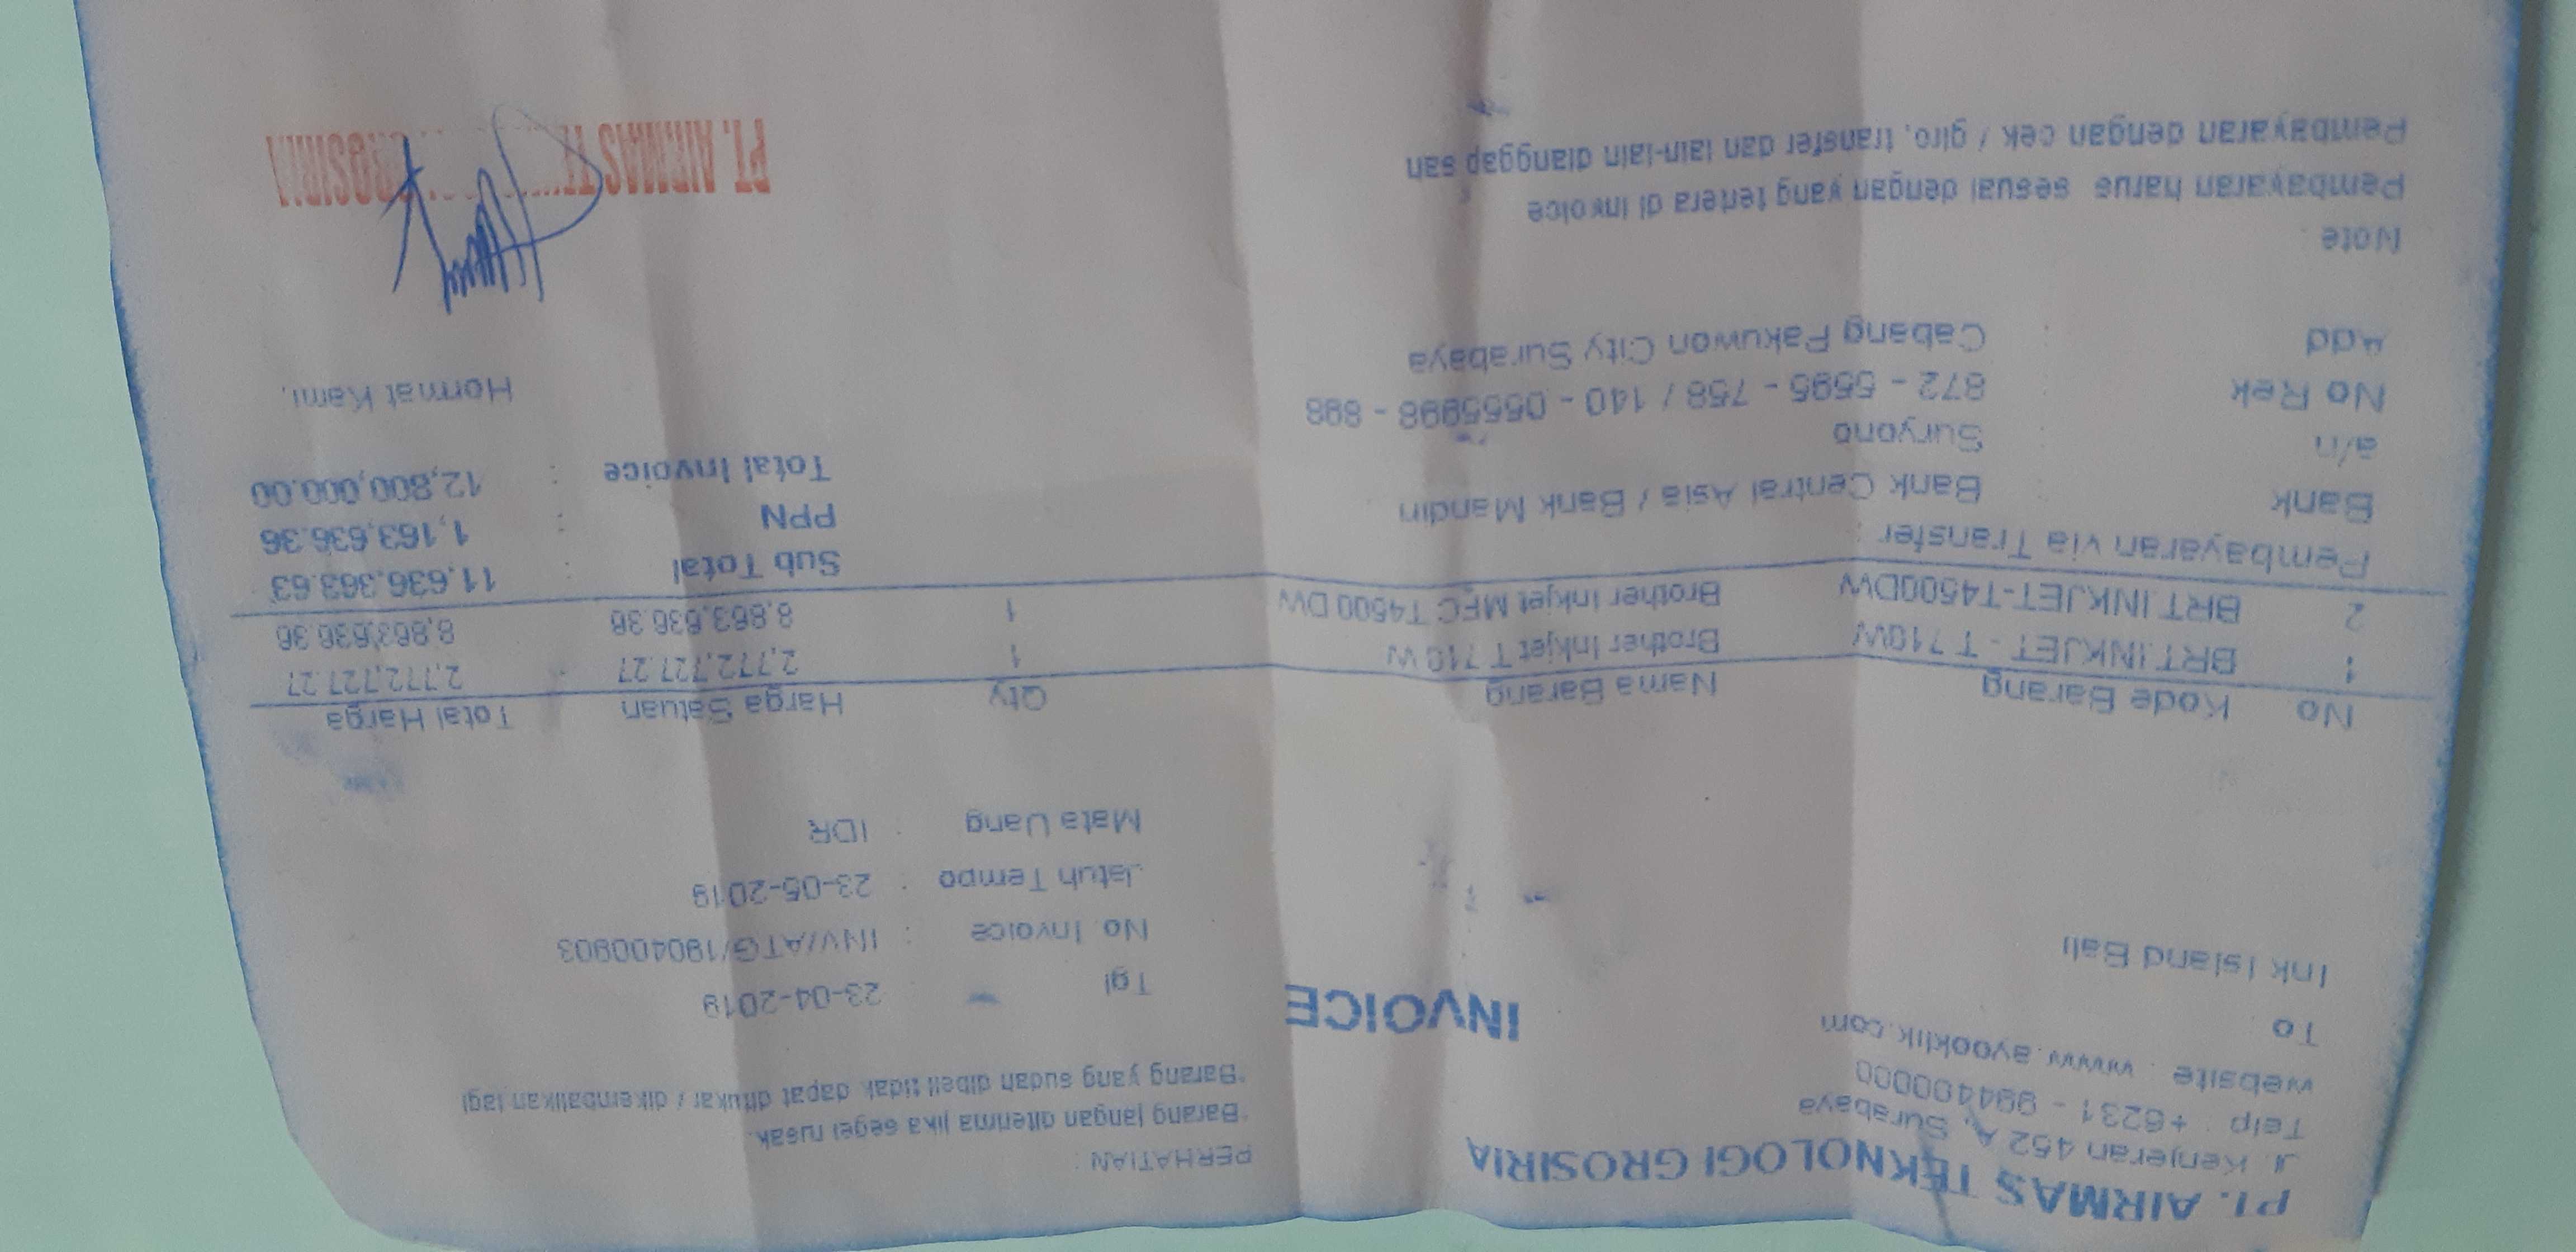 PT. AIRMAS TEKNOLOGI GROSIRIA
Jl. Kenjeran 452 A, Surabaya
Telp : +6231 - 99440000
website : www.ayooklik.com
To
Ink Island Bali
PERHATIAN :
*Barang jangan diterima jika segel rusak.
*Barang yang sudah dibeli tidak dapat ditukar / dikembalikan lagi
INVOICE
Tgl 23-04-2019
No. Invoice : INV/ATG/190400903
Jatuh Tempo : 23-05-2019
Mata Uang : IDR
No Kode Barang Nama Barang Qty Harga Satuan Total Harga
1 BRT.INKJET - T 710W Brother Inkjet T 710 W 1 2,772,727.27 2,772,727.27
2 BRT.INKJET-T4500DW Brother Inkjet MFC T4500 DW 1 8,863,636.36 8,863,636.36
Pembayaran via Transfer :
Bank : Bank Central Asia / Bank Mandiri
a/n : Suryono
No Rek : 872 - 5595 - 758 / 140 - 0555998 - 898
Add : Cabang Pakuwon City Surabaya
Sub Total : 11,636,363.63
PPN : 1,163,636.36
Total Invoice : 12,800,000.00
Hormat Kami,
Note :
Pembayaran harus sesuai dengan yang tertera di invoice
Pembayaran dengan cek / giro, transfer dan lain-lain dianggap sah
PT. AIRMAS